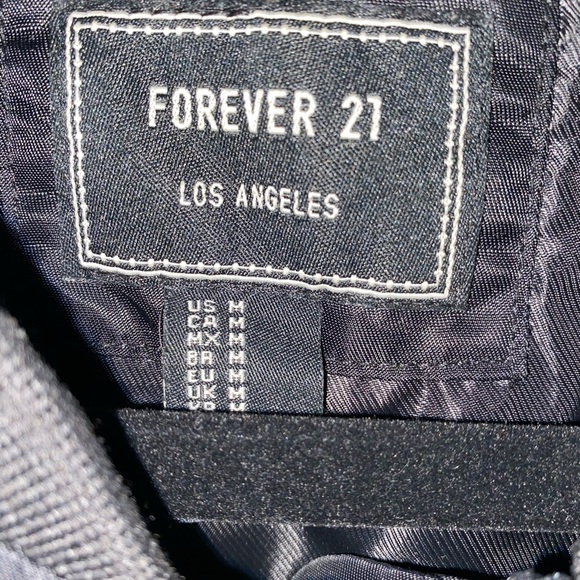 FOREVER 21
LOS ANGELES
US M
CA M
MX M
BR M
EU M
UK M